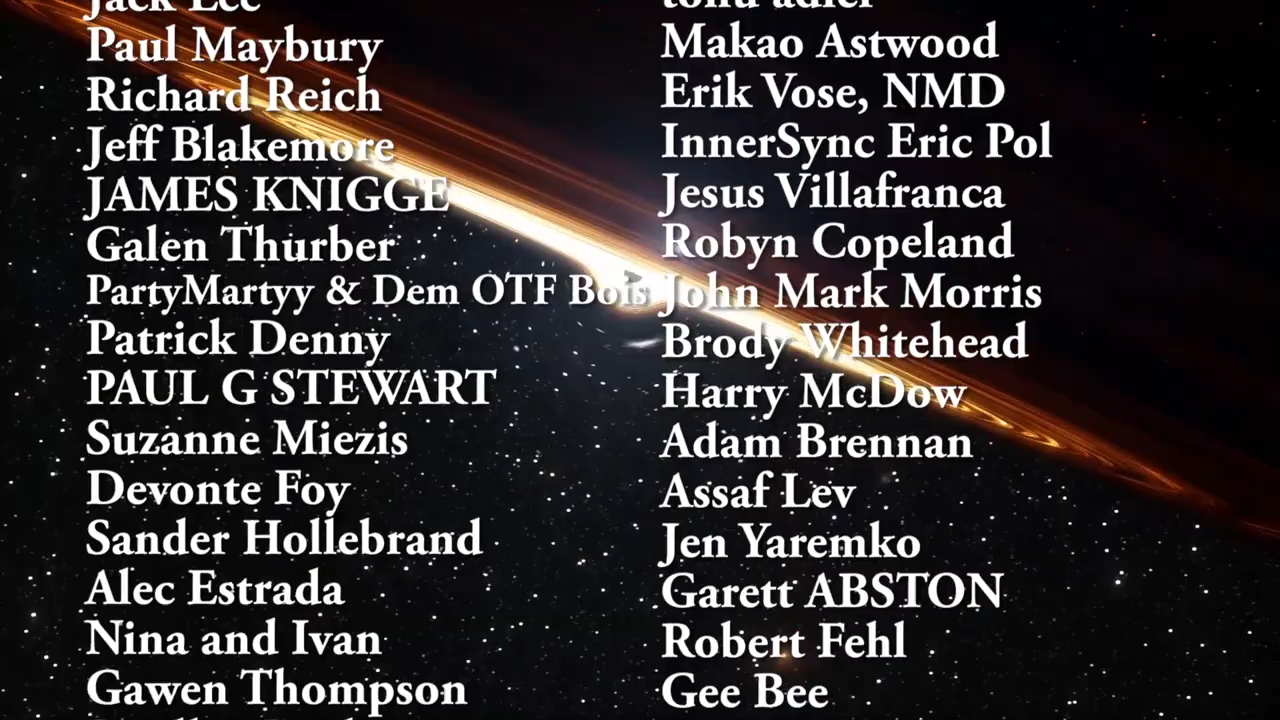 Jack Lee
Paul Maybury
Richard Reich
Jeff Blakemore
JAMES KNIGGE
Galen Thurber
PartyMartyy & Dem OTF Bois
Patrick Denny
PAUL G STEWART
Suzanne Miezis
Devonte Foy
Sander Hollebrand
Alec Estrada
Nina and Ivan
Gawen Thompson
Makao Astwood
Erik Vose, NMD
InnerSync Eric Pol
Jesus Villafranca
Robyn Copeland
John Mark Morris
Brody Whitehead
Harry McDow
Adam Brennan
Assaf Lev
Jen Yaremko
Garett ABSTON
Robert Fehl
Gee Bee